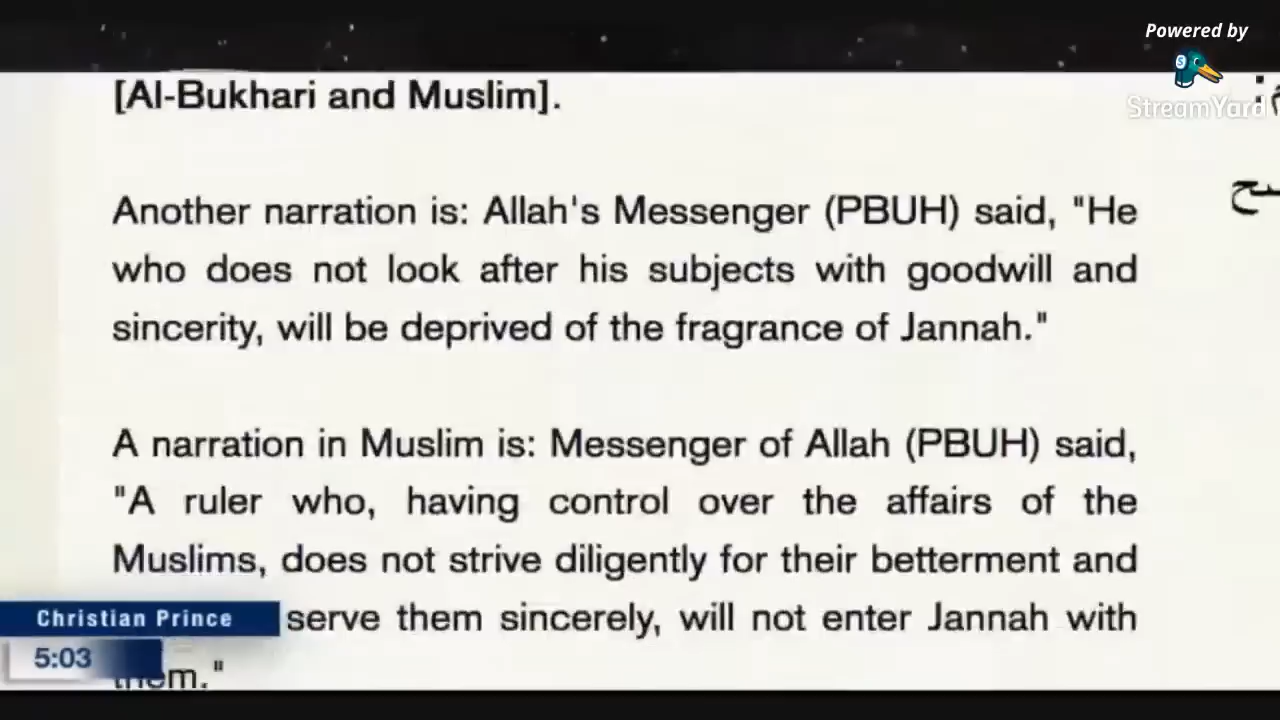 Powered by
StreamYard
[Al-Bukhari and Muslim].
Another narration is: Allah's Messenger (PBUH) said, "He
who does not look after his subjects with goodwill and
sincerity, will be deprived of the fragrance of Jannah."
A narration in Muslim is: Messenger of Allah (PBUH) said,
"A ruler who, having control over the affairs of the
Muslims, does not strive diligently for their betterment and
serve them sincerely, will not enter Jannah with
them."
Christian Prince
5:03